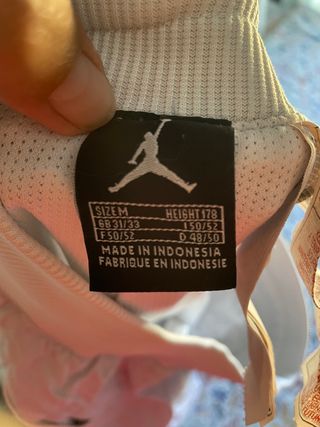 SIZE M HEIGHT 178
GB 31/33 I 50/52
F 50/52 D 48/50
MADE IN INDONESIA
FABRIQUE EN INDONESIE